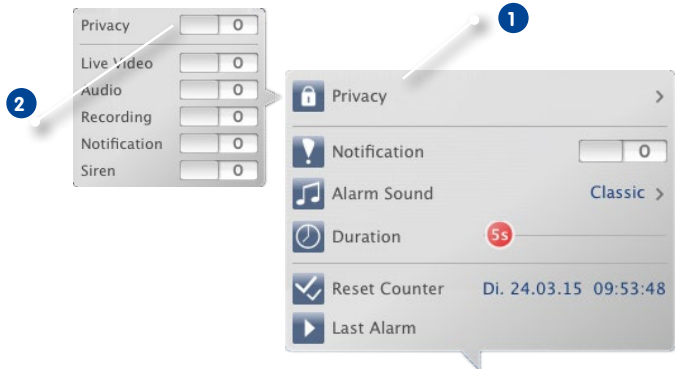 1
Privacy 0
2
Live Video 0
Audio 0
Recording 0
Notification 0
Siren 0
Privacy >
Notification 0
Alarm Sound Classic >
Duration 5s
Reset Counter Di. 24.03.15 09:53:48
Last Alarm